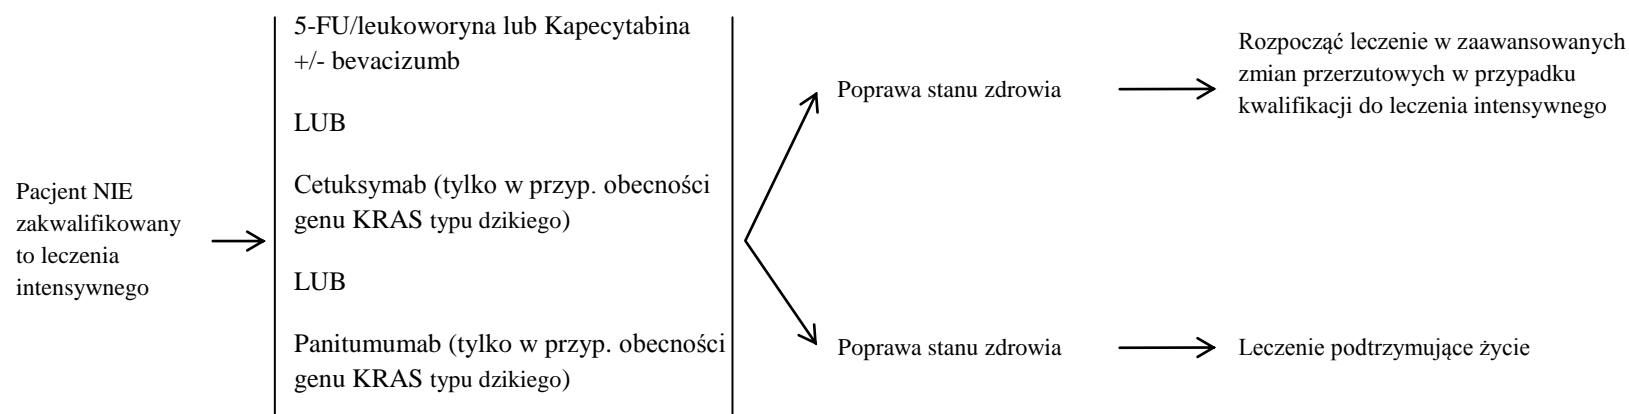 Pacjent NIE
zakwalifikowany
to leczenia
intensywnego
5-FU/leukoworyna lub Kapecytabina
+/- bevacizumb
LUB
Cetuksymab (tylko w przyp. obecności
genu KRAS typu dzikiego)
LUB
Panitumumab (tylko w przyp. obecności
genu KRAS typu dzikiego)
Poprawa stanu zdrowia
Rozpocząć leczenie w zaawansowanych
zmian przerzutowych w przypadku
kwalifikacji do leczenia intensywnego
Poprawa stanu zdrowia
Leczenie podtrzymujące życie